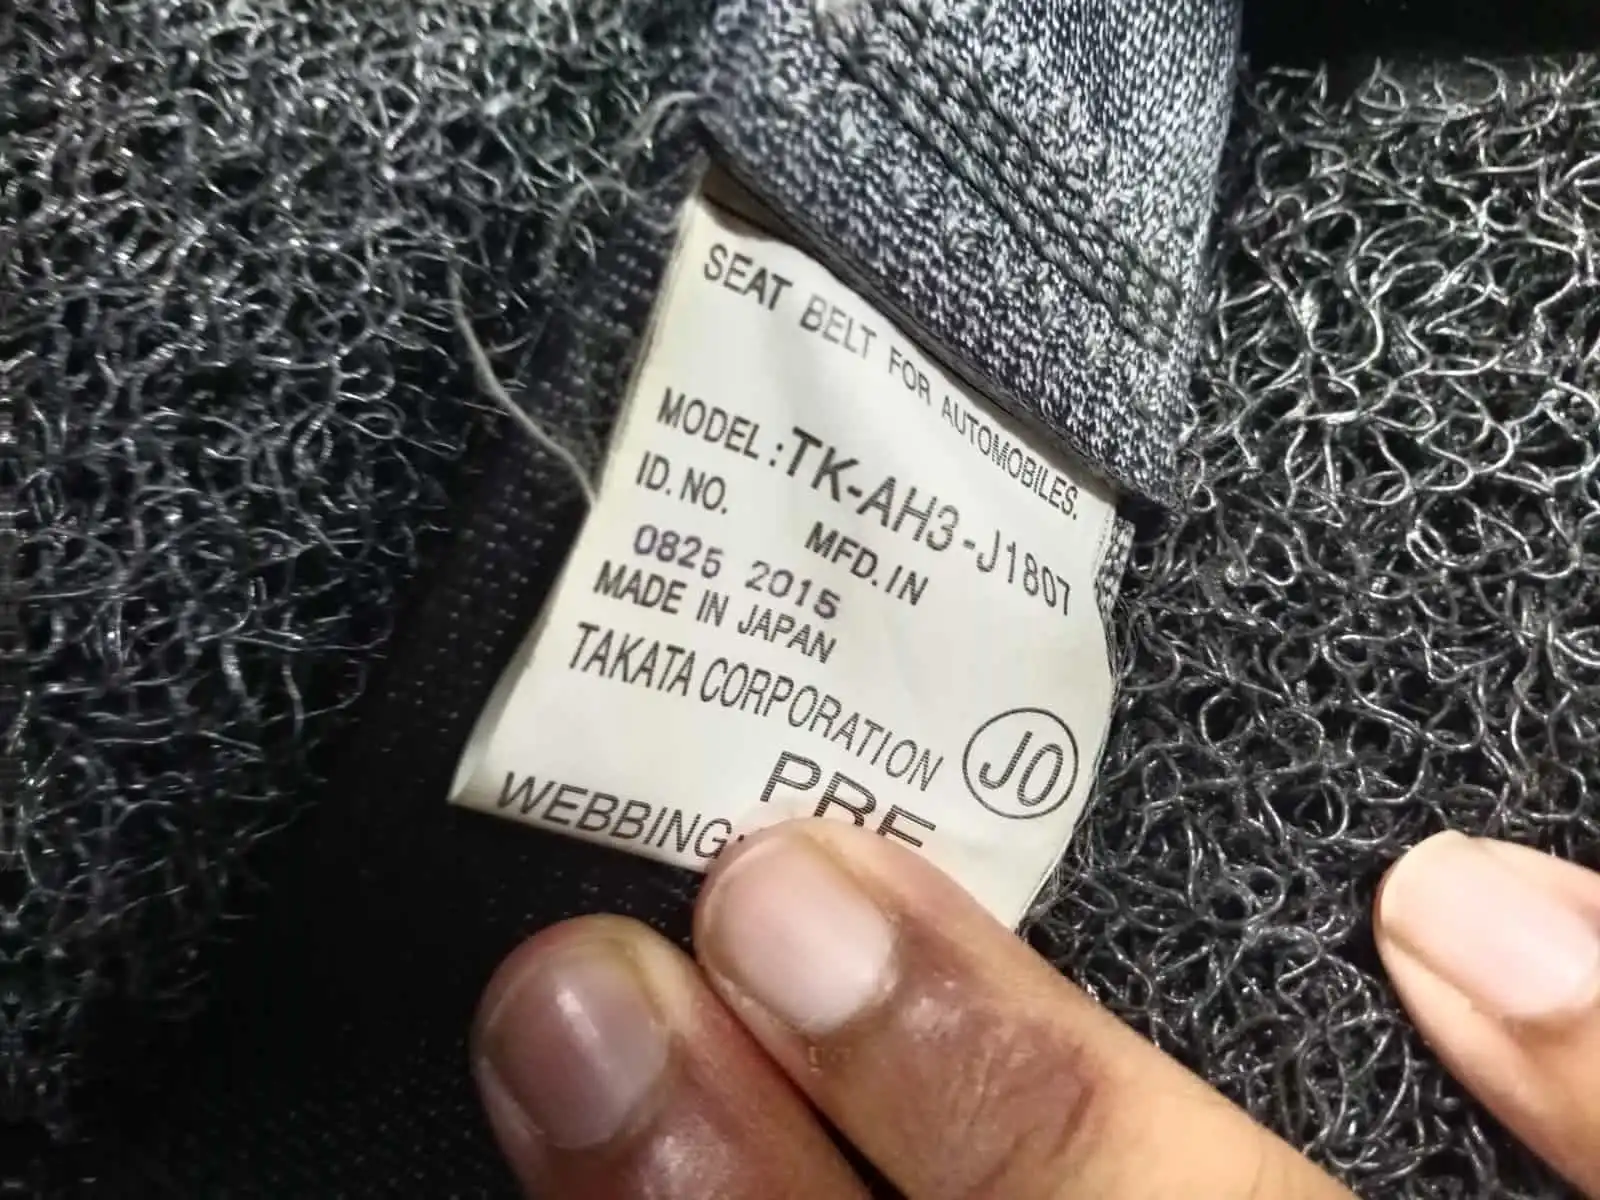 SEAT BELT FOR AUTOMOBILES.
MODEL:TK-AH3-J1807
ID. NO. MFD. IN
0825 2015
MADE IN JAPAN
TAKATA CORPORATION JO
PRE
WEBBING